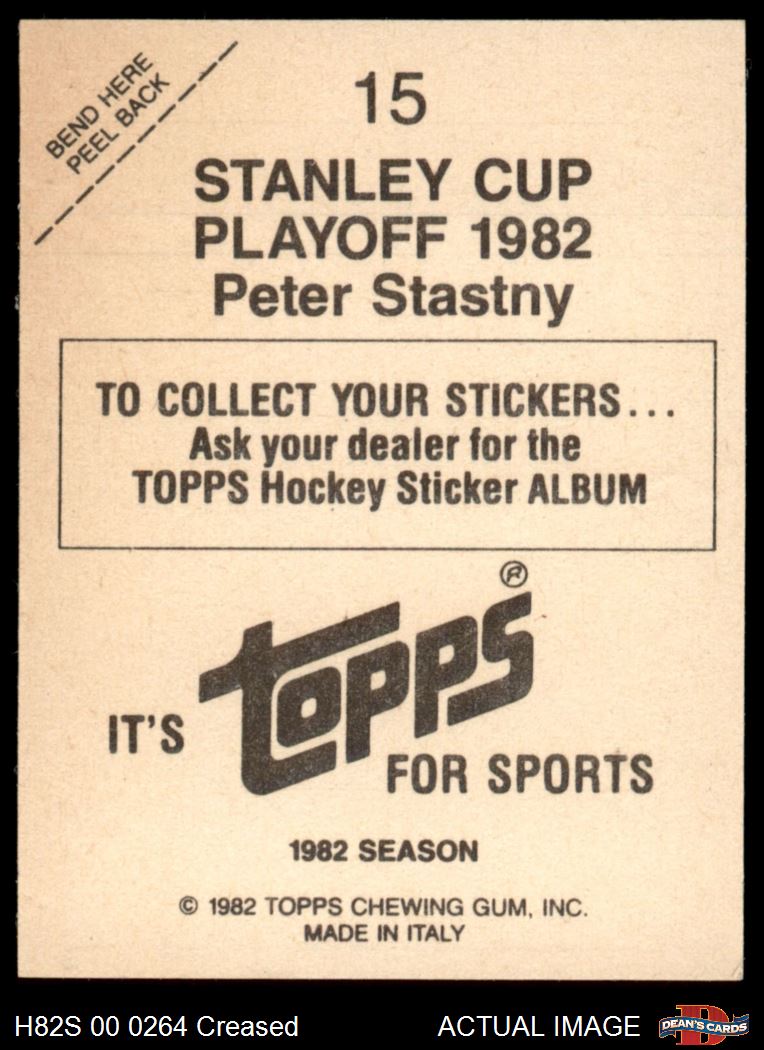 BEND HERE
PEEL BACK
15
STANLEY CUP
PLAYOFF 1982
Peter Stastny
TO COLLECT YOUR STICKERS...
Ask your dealer for the
TOPPS Hockey Sticker ALBUM
®
IT'S topps FOR SPORTS
1982 SEASON
© 1982 TOPPS CHEWING GUM, INC.
MADE IN ITALY
H82S 00 0264 Creased
ACTUAL IMAGE
D
DEAN'S CARDS